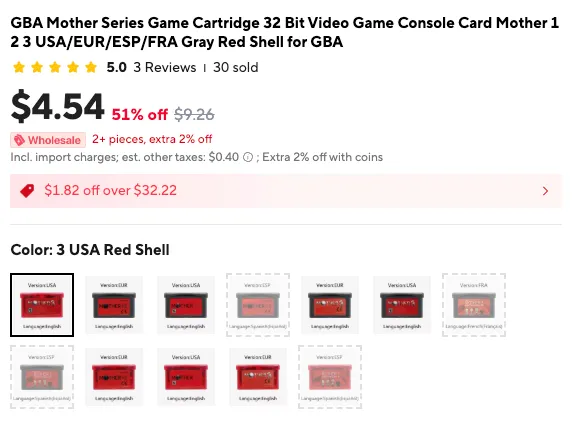 GBA Mother Series Game Cartridge 32 Bit Video Game Console Card Mother 1
2 3 USA/EUR/ESP/FRA Gray Red Shell for GBA
5.0 3 Reviews | 30 sold
$4.54 51% off $9.26
Wholesale 2+ pieces, extra 2% off
Incl. import charges; est. other taxes: $0.40 ; Extra 2% off with coins
$1.82 off over $32.22
Color: 3 USA Red Shell
Version:USA Version:EUR Version:USA Version:ESP Version:EUR Version:USA Version:FRA
Language:English Language:English Language:English Language:Spanish(Español) Language:English Language:English Language:French(Français)
Version:ESP Version:EUR Version:USA Version:EUR Version:ESP
Language:Spanish(Español) Language:English Language:English Language:English Language:Spanish(Español)